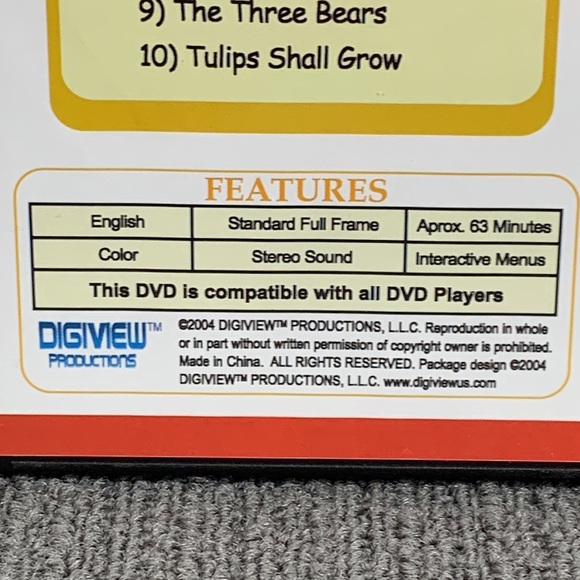 9) The Three Bears
10) Tulips Shall Grow
FEATURES
English Standard Full Frame Aprox. 63 Minutes
Color Stereo Sound Interactive Menus
This DVD is compatible with all DVD Players
DIGIVIEW™
PRODUCTIONS
©2004 DIGIVIEW™ PRODUCTIONS, L.L.C. Reproduction in whole
or in part without written permission of copyright owner is prohibited.
Made in China. ALL RIGHTS RESERVED. Package design ©2004
DIGIVIEW™ PRODUCTIONS, L.L.C. www.digiviewus.com